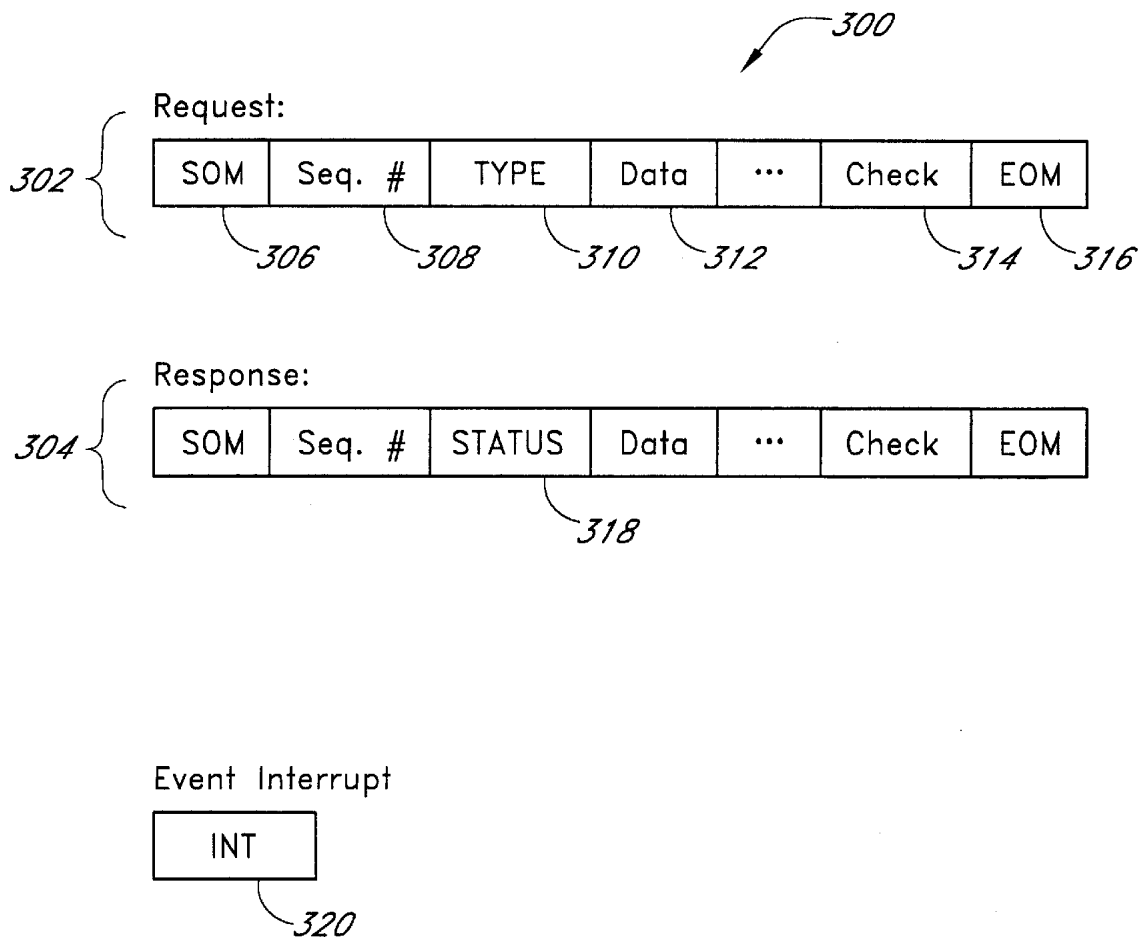 300
Request:
302 SOM Seq. # TYPE Data ... Check EOM
306 308 310 312 314 316
Response:
304 SOM Seq. # STATUS Data ... Check EOM
318
Event Interrupt
INT
320